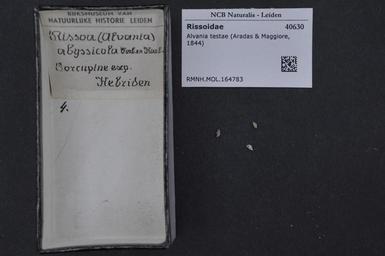 RIJKSMUSEUM VAN
NATUURLIJKE HISTORIE LEIDEN
Rissoa (Alvania)
abyssicola
Porcupine exp.
Hebriden
4.
NCB Naturalis - Leiden
Rissoidae 40630
Alvania testae (Aradas & Maggiore,
1844)
RMNH.MOL.164783